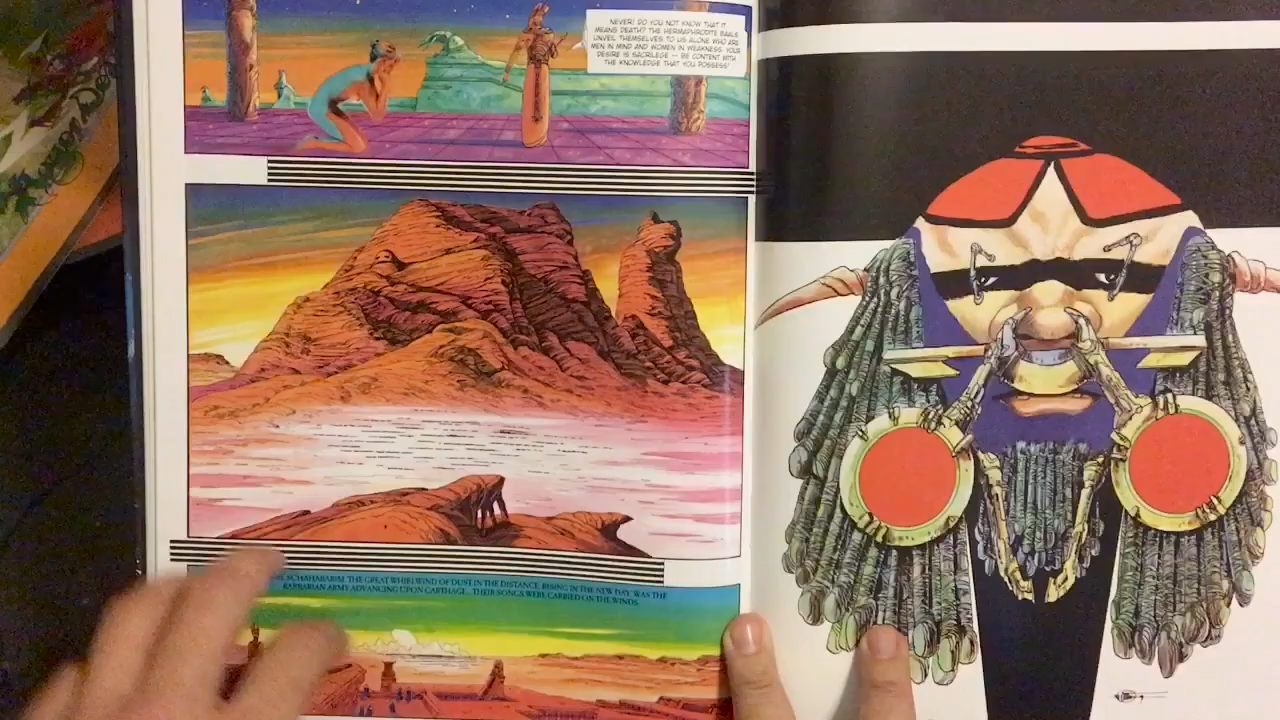 NEVER! DO YOU NOT KNOW THAT IT
MEANS DEATH? THE HERMAPHRODITE BAALS
UNVEIL THEMSELVES TO US ALONE WHO ARE
MEN IN MIND AND WOMEN IN WEAKNESS. YOUR
DESIRE IS SACRILEGE -- BE CONTENT WITH
THE KNOWLEDGE THAT YOU POSSESS!
SCHAHABARIM. THE GREAT WHIRLWIND OF DUST IN THE DISTANCE, RISING IN THE NEW DAY, WAS THE
BARBARIAN ARMY ADVANCING UPON CARTHAGE... THEIR SONGS WERE CARRIED ON THE WINDS.